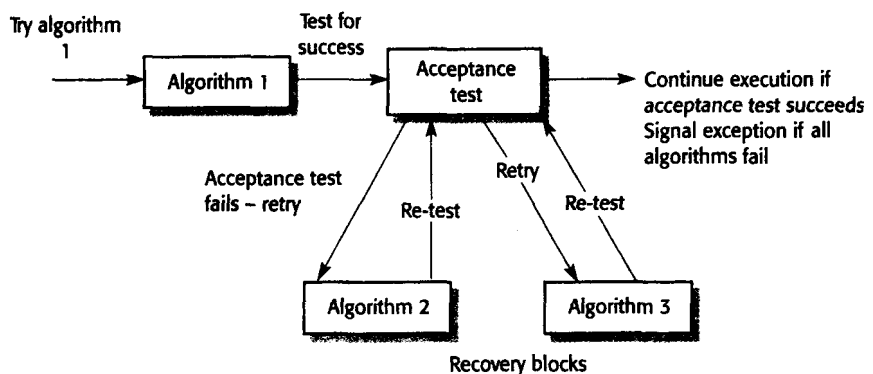 Try algorithm
1
Algorithm 1
Test for
success
Acceptance
test
Continue execution if
acceptance test succeeds
Signal exception if all
algorithms fail
Acceptance test
fails – retry
Re-test
Retry
Re-test
Algorithm 2
Algorithm 3
Recovery blocks